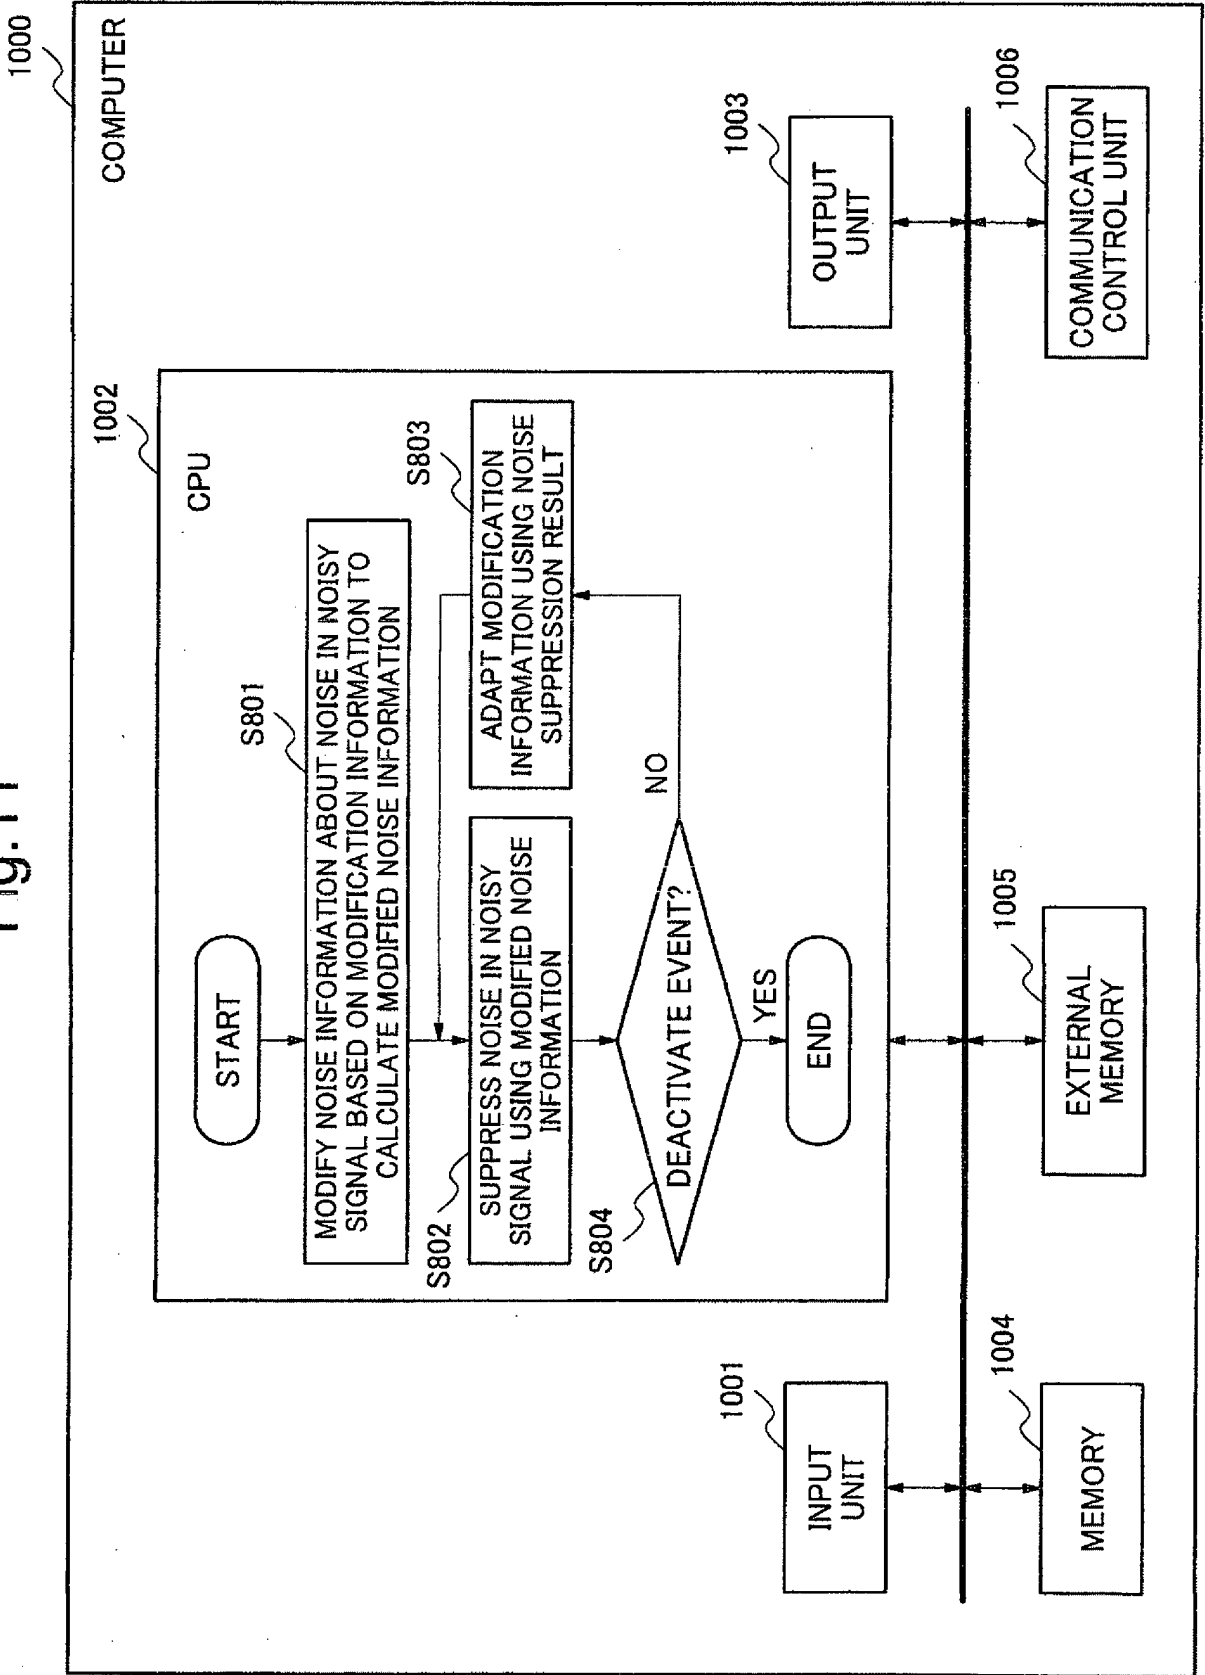 Fig.11
1000
COMPUTER
1002
CPU
START
S801
MODIFY NOISE INFORMATION ABOUT NOISE IN NOISY
SIGNAL BASED ON MODIFICATION INFORMATION TO
CALCULATE MODIFIED NOISE INFORMATION
S802
SUPPRESS NOISE IN NOISY
SIGNAL USING MODIFIED NOISE
INFORMATION
S803
ADAPT MODIFICATION
INFORMATION USING NOISE
SUPPRESSION RESULT
S804
DEACTIVATE EVENT?
NO
YES
END
1001
INPUT
UNIT
1003
OUTPUT
UNIT
1004
MEMORY
1005
EXTERNAL
MEMORY
1006
COMMUNICATION
CONTROL UNIT